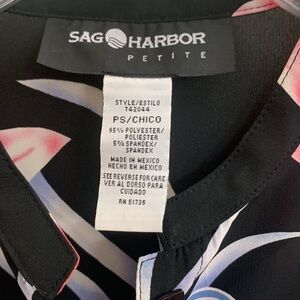 SAG HARBOR
PETITE
STYLE/ESTILO
T42044
PS/CHICO
95% POLYESTER/
POLIESTER
5% SPANDEX/
SPANDEX
MADE IN MEXICO
HECHO EN MEXICO
SEE REVERSE FOR CARE
VER AL DORSO PARA
CUIDADO
RN 51735